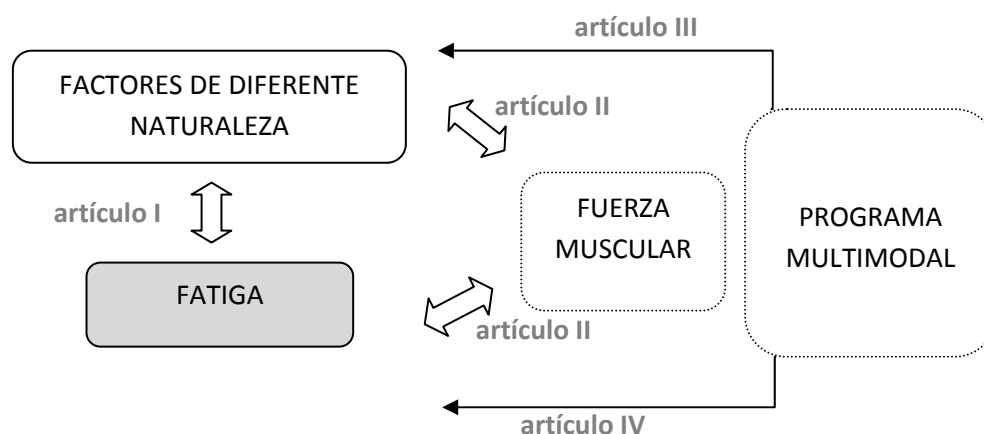 artículo III
FACTORES DE DIFERENTE
NATURALEZA
artículo II
artículo I
FUERZA
MUSCULAR
PROGRAMA
MULTIMODAL
FATIGA
artículo II
artículo IV